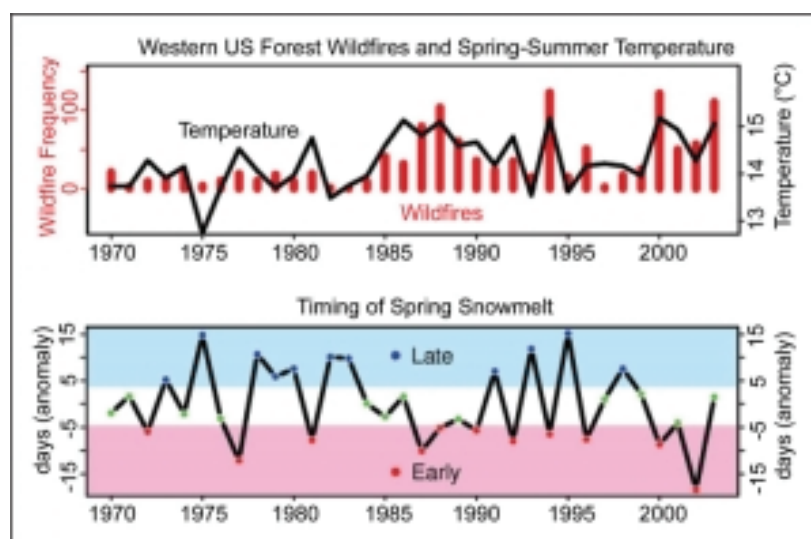 Western US Forest Wildfires and Spring-Summer Temperature
Wildfire Frequency
100
0
Temperature
Wildfires
15
14
13
Temperature (°C)
1970 1975 1980 1985 1990 1995 2000
Timing of Spring Snowmelt
days (anomaly)
15
5
-5
-15
Late
Early
15
5
-5
-15
days (anomaly)
1970 1975 1980 1985 1990 1995 2000